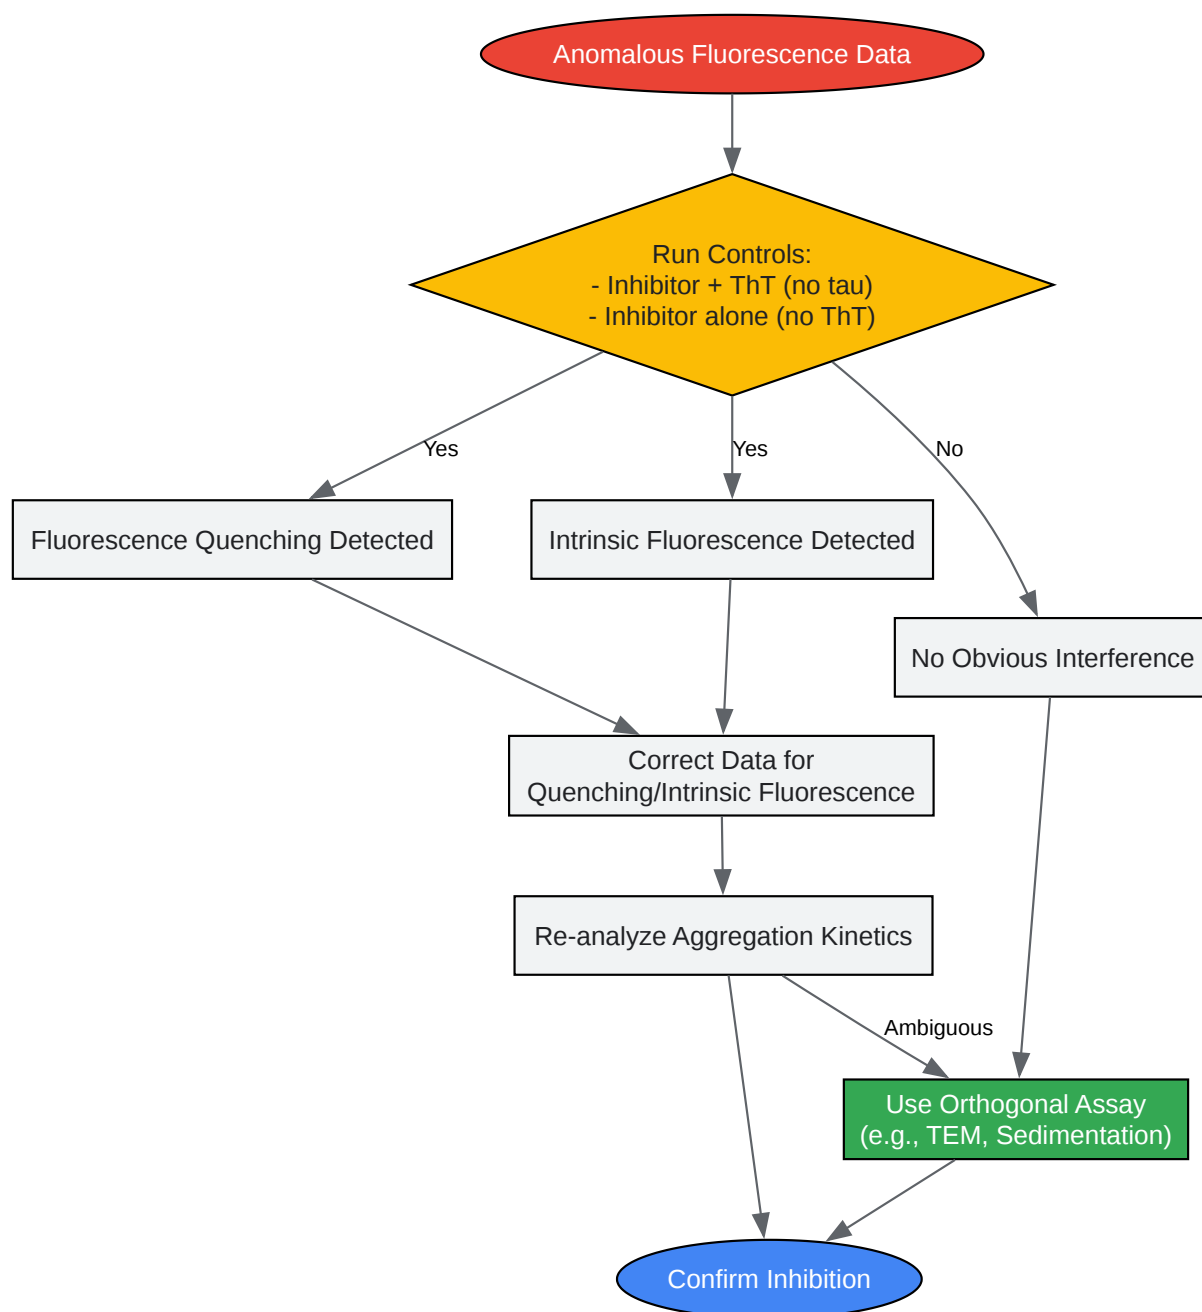 Anomalous Fluorescence Data
Run Controls:
- Inhibitor + ThT (no tau)
- Inhibitor alone (no ThT)
Yes
Yes
No
Fluorescence Quenching Detected
Intrinsic Fluorescence Detected
No Obvious Interference
Correct Data for
Quenching/Intrinsic Fluorescence
Re-analyze Aggregation Kinetics
Ambiguous
Use Orthogonal Assay
(e.g., TEM, Sedimentation)
Confirm Inhibition